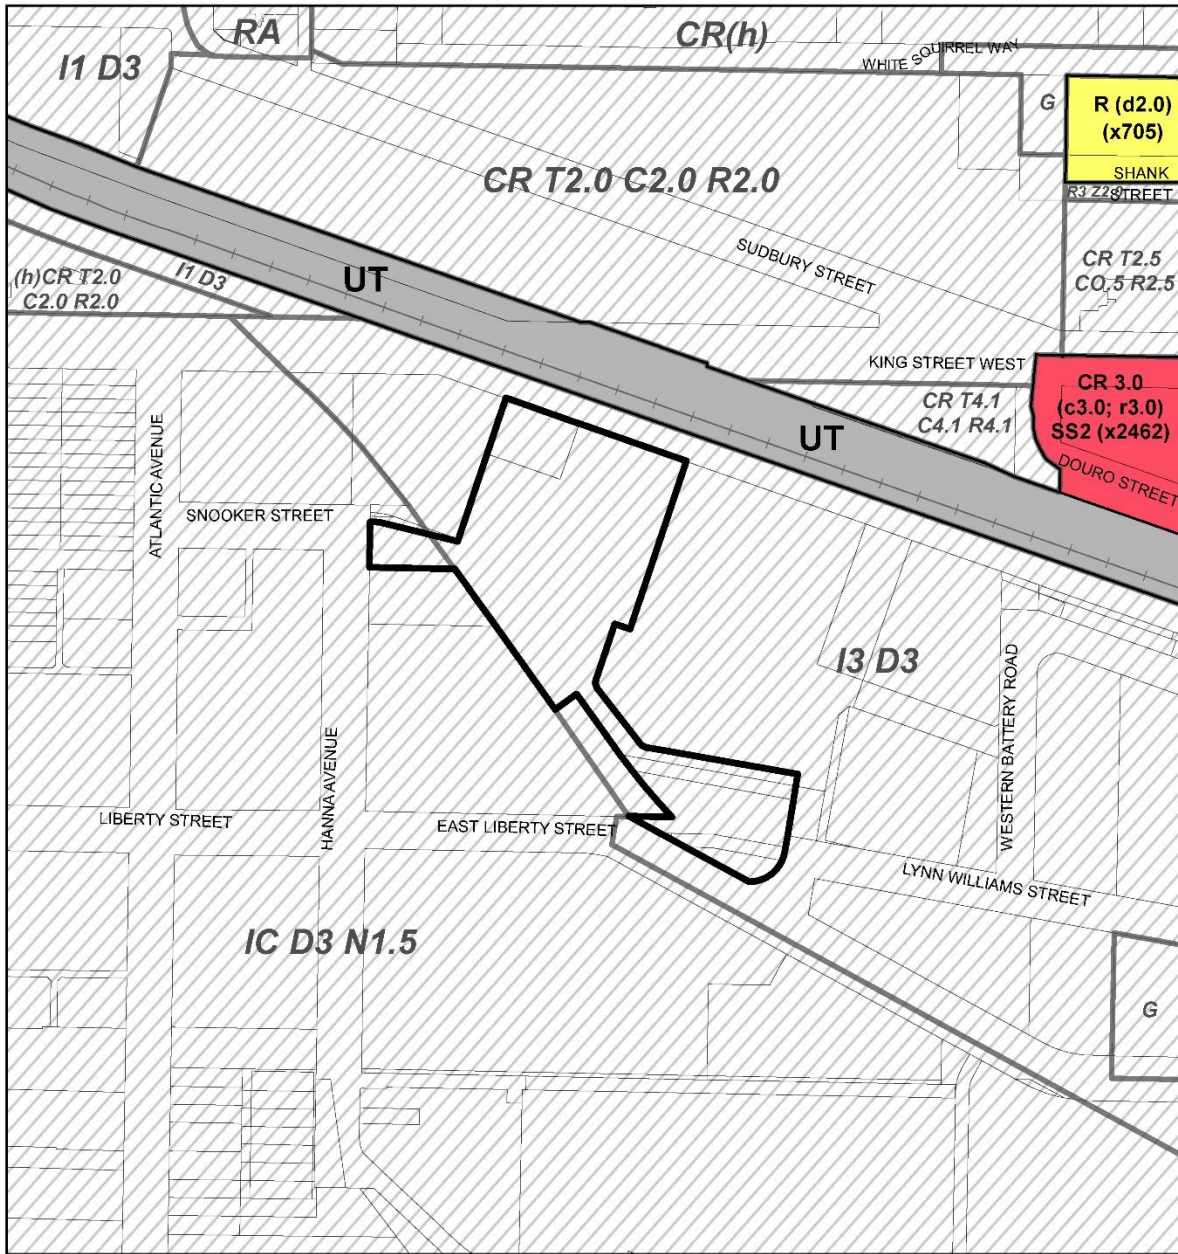 RA
CR(h)
I1 D3
WHITE SQUIRREL WAY
G
R (d2.0)
(x705)
SHANK
STREET
R3 Z2.0
CR T2.0 C2.0 R2.0
SUDBURY STREET
CR T2.5
C0.5 R2.5
(h)CR T2.0
C2.0 R2.0
I1 D3
UT
KING STREET WEST
CR T4.1
C4.1 R4.1
CR 3.0
(c3.0; r3.0)
SS2 (x2462)
DOURO STREET
UT
ATLANTIC AVENUE
SNOOKER STREET
I3 D3
WESTERN BATTERY ROAD
HANNA AVENUE
LIBERTY STREET
EAST LIBERTY STREET
LYNN WILLIAMS STREET
IC D3 N1.5
G